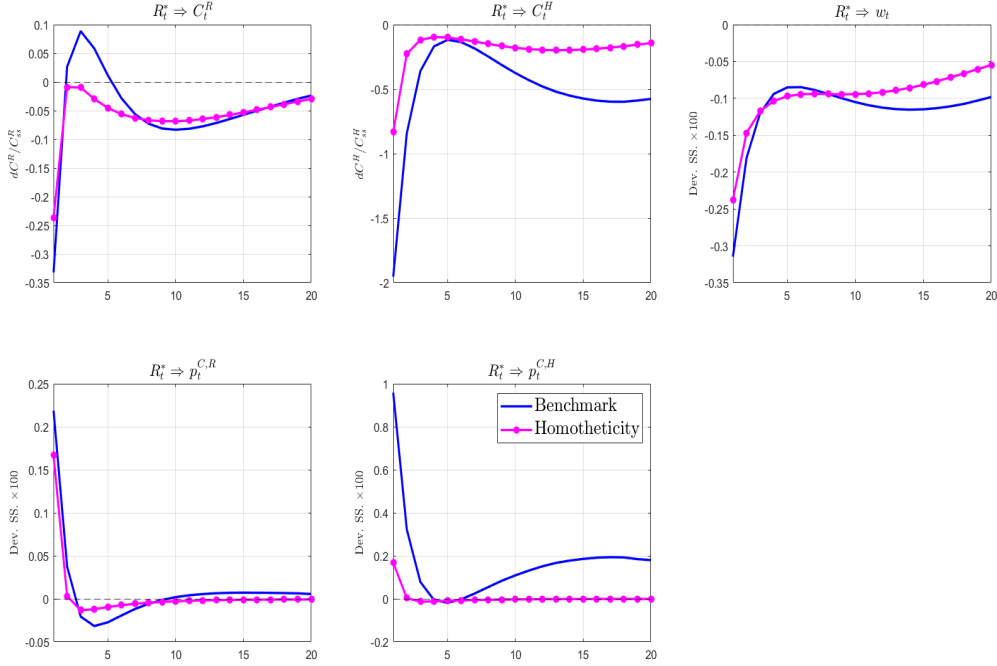 R*_t ⇒ C^R_t
dC^R/C^R_ss
0.1
0.05
0
-0.05
-0.1
-0.15
-0.2
-0.25
-0.3
-0.35
5 10 15 20
R*_t ⇒ C^H_t
dC^H/C^H_ss
0
-0.5
-1
-1.5
-2
5 10 15 20
R*_t ⇒ w_t
Dev. SS. ×100
0
-0.05
-0.1
-0.15
-0.2
-0.25
-0.3
-0.35
5 10 15 20
R*_t ⇒ p^{C,R}_t
Dev. SS. ×100
0.25
0.2
0.15
0.1
0.05
0
-0.05
5 10 15 20
R*_t ⇒ p^{C,H}_t
Dev. SS. ×100
1
0.8
0.6
0.4
0.2
0
-0.2
5 10 15 20
Benchmark
Homotheticity